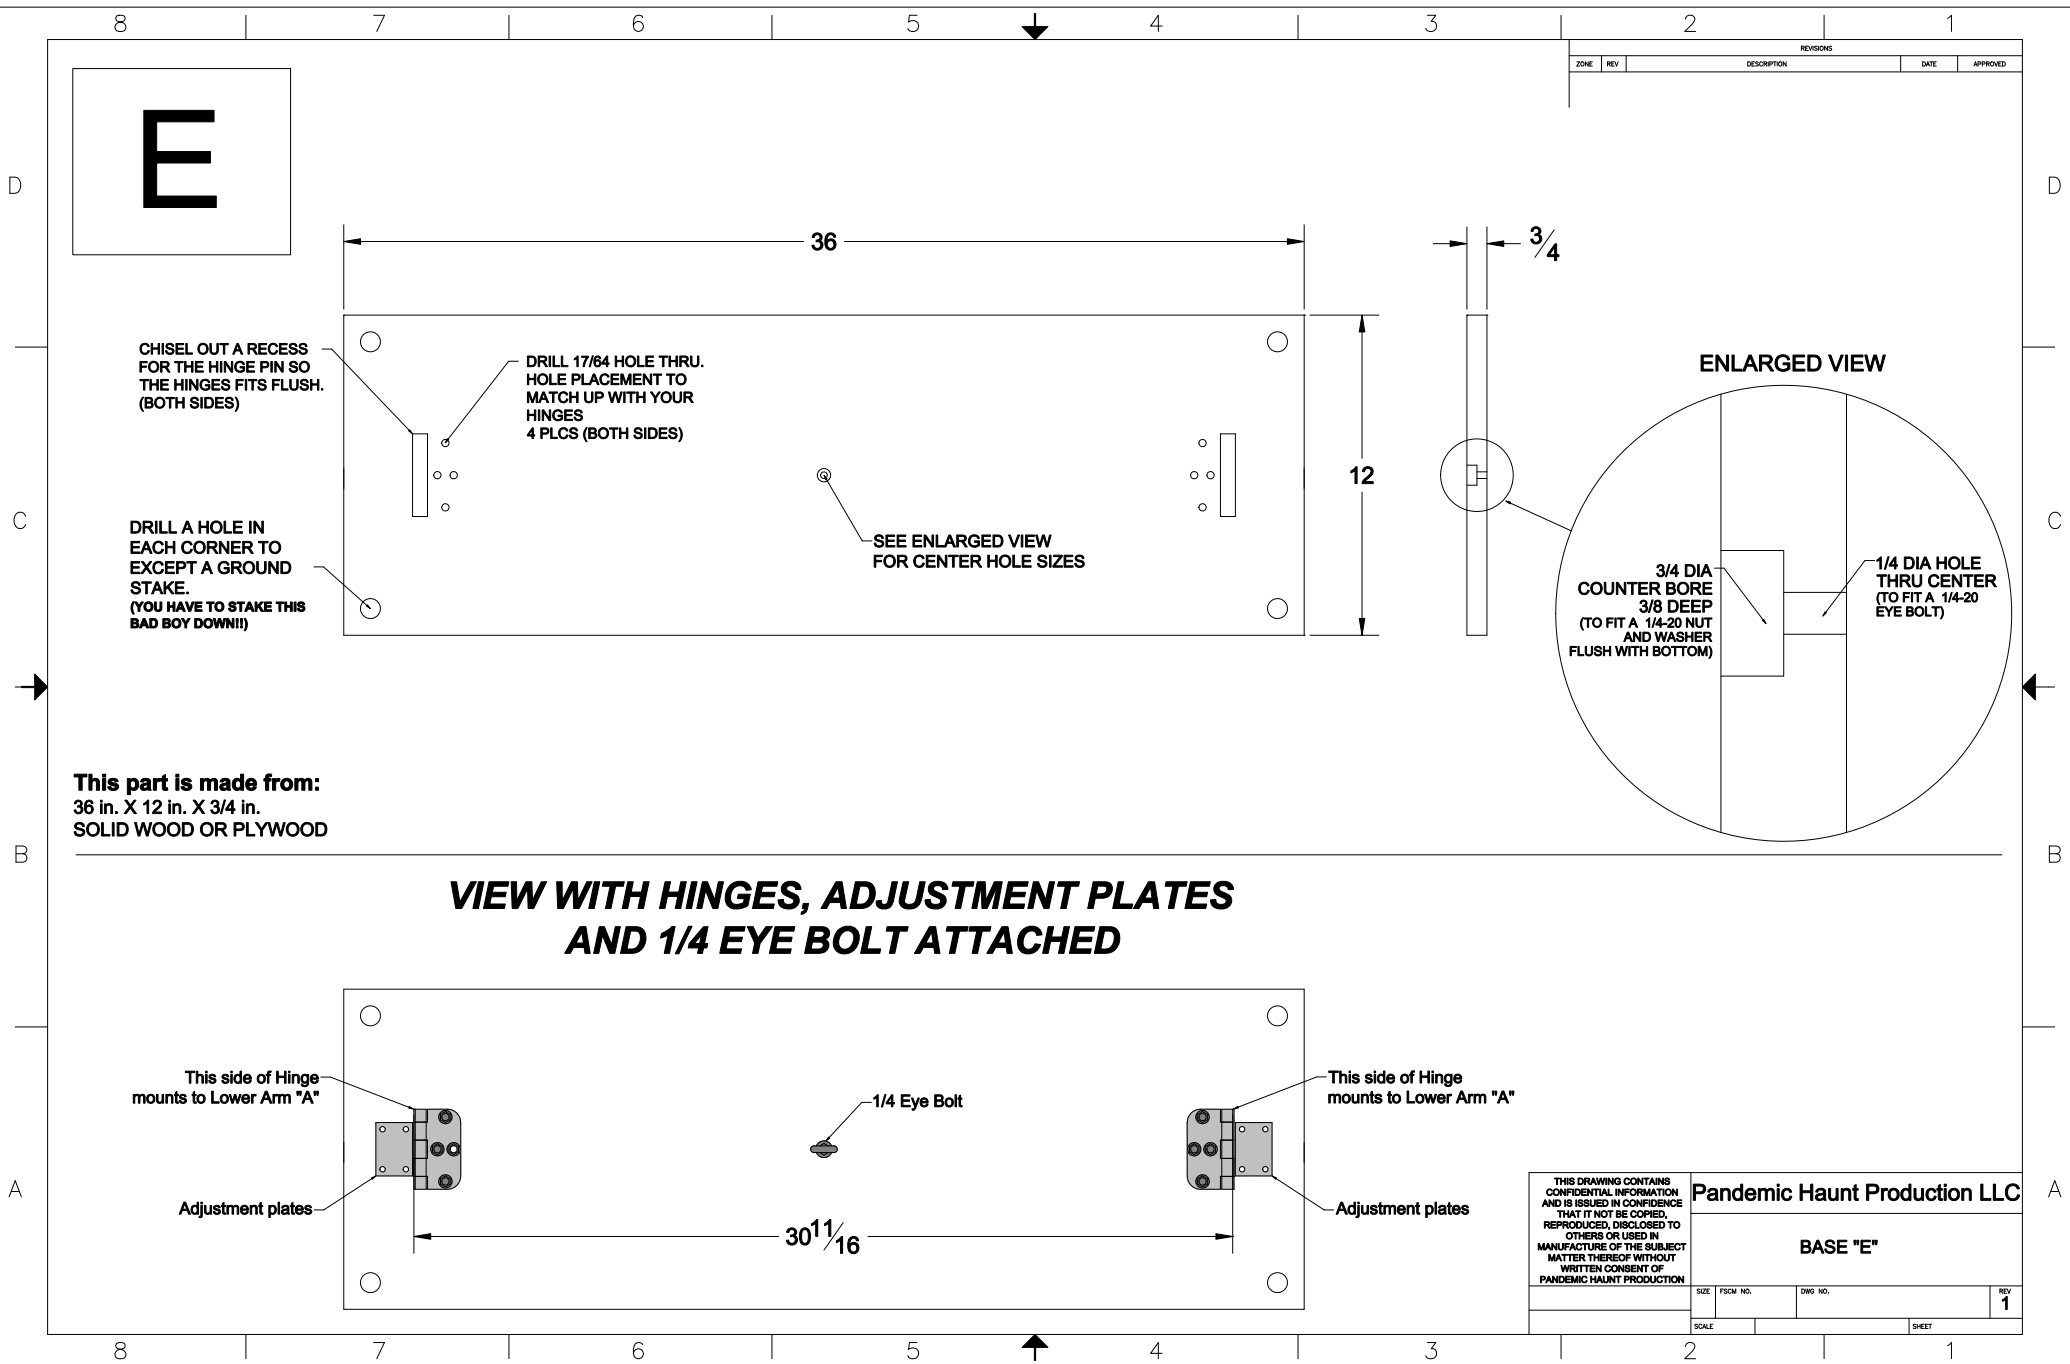 8 7 6 5 4 3 2 1
REVISIONS
ZONE REV DESCRIPTION DATE APPROVED
E
D D
36
3/4
CHISEL OUT A RECESS
FOR THE HINGE PIN SO
THE HINGES FITS FLUSH.
(BOTH SIDES)
DRILL 17/64 HOLE THRU.
HOLE PLACEMENT TO
MATCH UP WITH YOUR
HINGES
4 PLCS (BOTH SIDES)
ENLARGED VIEW
12
C C
DRILL A HOLE IN
EACH CORNER TO
EXCEPT A GROUND
STAKE.
(YOU HAVE TO STAKE THIS
BAD BOY DOWN!!)
SEE ENLARGED VIEW
FOR CENTER HOLE SIZES
3/4 DIA
COUNTER BORE
3/8 DEEP
(TO FIT A 1/4-20 NUT
AND WASHER
FLUSH WITH BOTTOM)
1/4 DIA HOLE
THRU CENTER
(TO FIT A 1/4-20
EYE BOLT)
This part is made from:
36 in. X 12 in. X 3/4 in.
SOLID WOOD OR PLYWOOD
B B
VIEW WITH HINGES, ADJUSTMENT PLATES
AND 1/4 EYE BOLT ATTACHED
This side of Hinge
mounts to Lower Arm "A"
1/4 Eye Bolt
This side of Hinge
mounts to Lower Arm "A"
A A
Adjustment plates
Adjustment plates
30 11/16
THIS DRAWING CONTAINS
CONFIDENTIAL INFORMATION
AND IS ISSUED IN CONFIDENCE
THAT IT NOT BE COPIED,
REPRODUCED, DISCLOSED TO
OTHERS OR USED IN
MANUFACTURE OF THE SUBJECT
MATTER THEREOF WITHOUT
WRITTEN CONSENT OF
PANDEMIC HAUNT PRODUCTION
Pandemic Haunt Production LLC
BASE "E"
SIZE FSCM NO. DWG NO. REV
1
SCALE SHEET
8 7 6 5 4 3 2 1